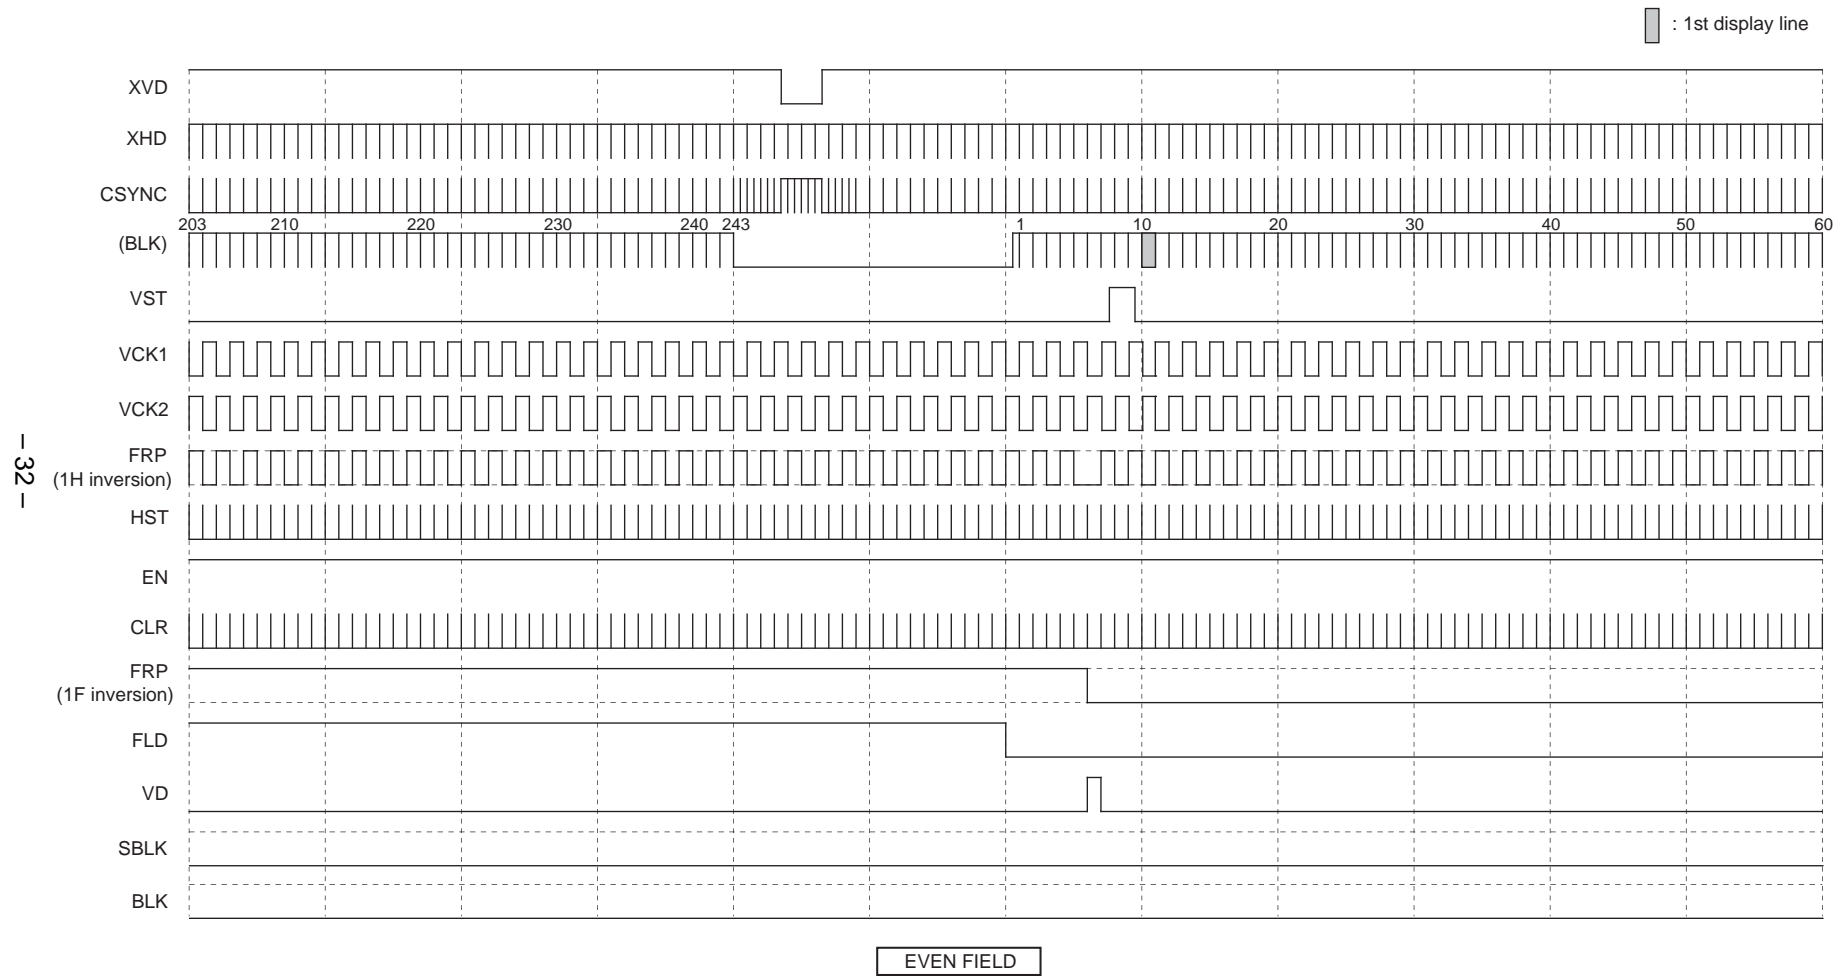 : 1st display line
XVD
XHD
CSYNC
203 210 220 230 240 243 1 10 20 30 40 50 60
(BLK)
VST
VCK1
VCK2
FRP
(1H inversion)
HST
EN
CLR
FRP
(1F inversion)
FLD
VD
SBLK
BLK
EVEN FIELD
– 32 –